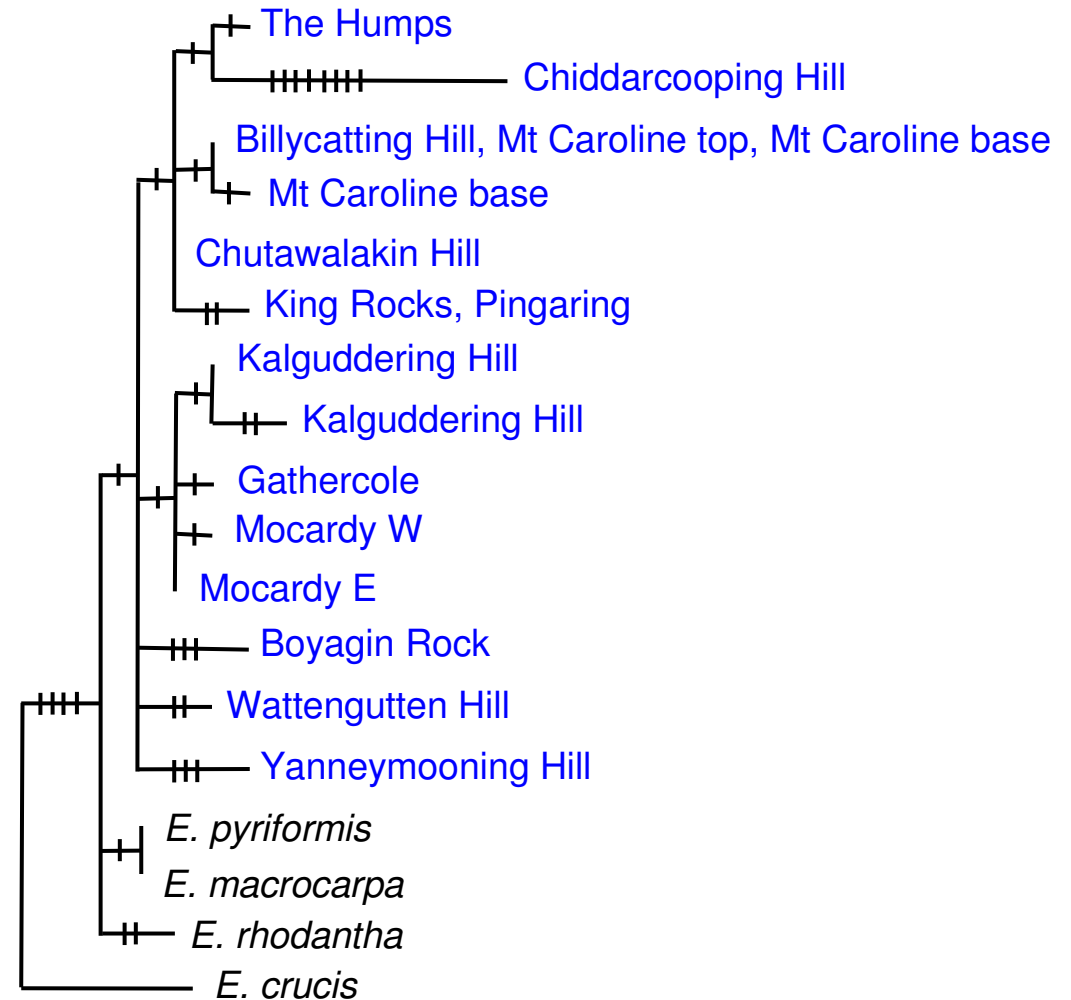 The Humps
Chiddarcooping Hill
Billycatting Hill, Mt Caroline top, Mt Caroline base
Mt Caroline base
Chutawalakin Hill
King Rocks, Pingaring
Kalguddering Hill
Kalguddering Hill
Gathercole
Mocardy W
Mocardy E
Boyagin Rock
Wattengutten Hill
Yanneymooning Hill
E. pyriformis
E. macrocarpa
E. rhodantha
E. crucis